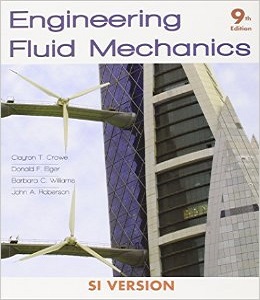 Engineering
Fluid Mechanics
9th
Edition
Clayton T. Crowe
Donald F. Elger
Barbara C. Williams
John A. Roberson
SI VERSION